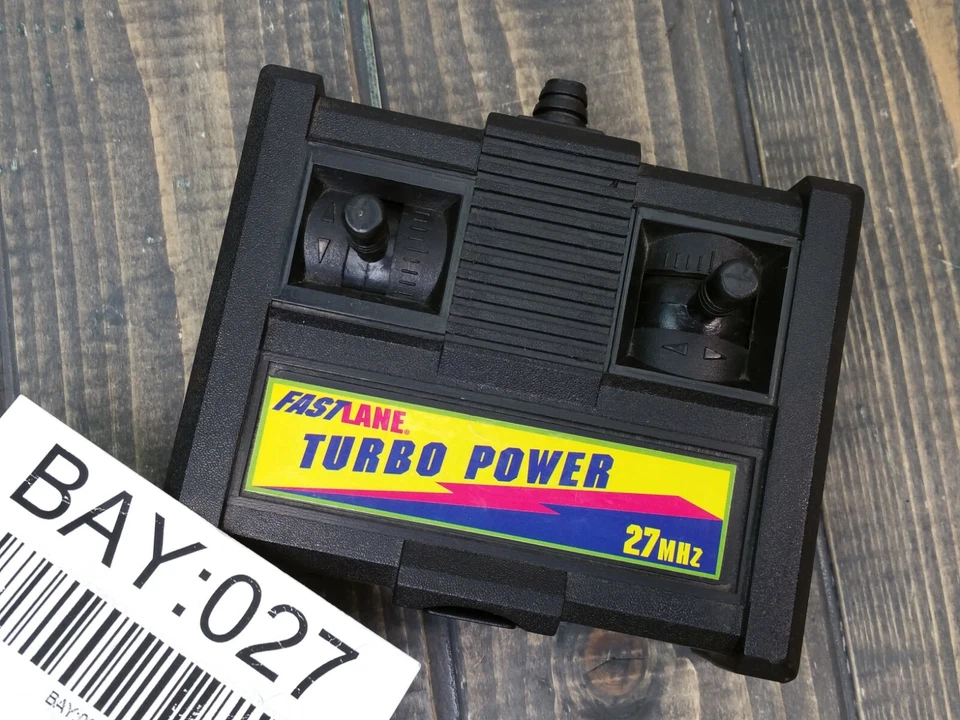 FASTLANE®
TURBO POWER
27MHZ
BAY:027